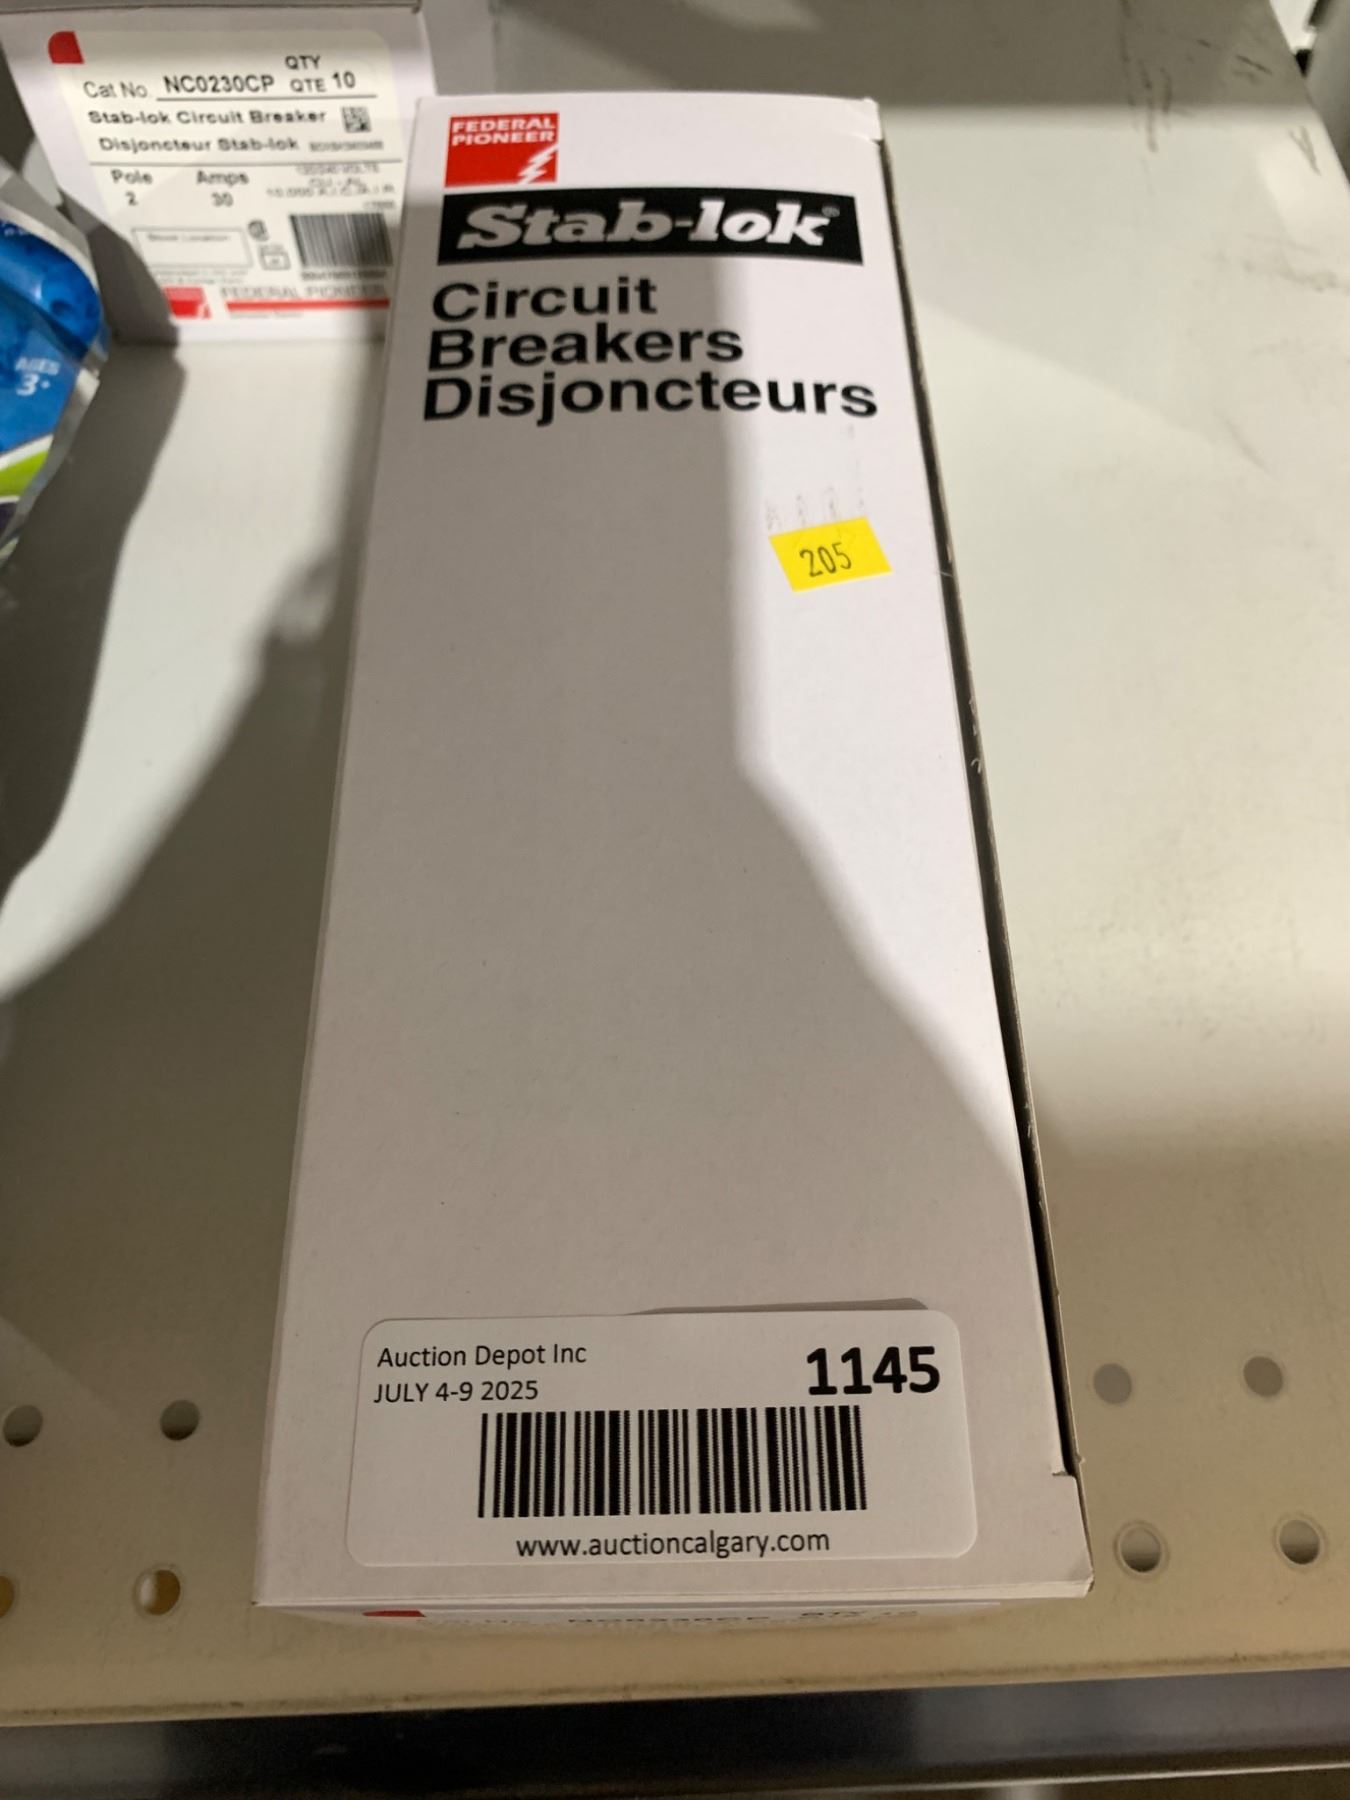 QTY
Cat No. NC0230CP QTE 10
Stab-lok Circuit Breaker
Disjoncteur Stab-lok
Pole Amps
2 30
FEDERAL PIONEER
AGES
3+
FEDERAL
PIONEER
Stab-lok®
Circuit
Breakers
Disjoncteurs
205
Auction Depot Inc
JULY 4-9 2025
1145
www.auctioncalgary.com